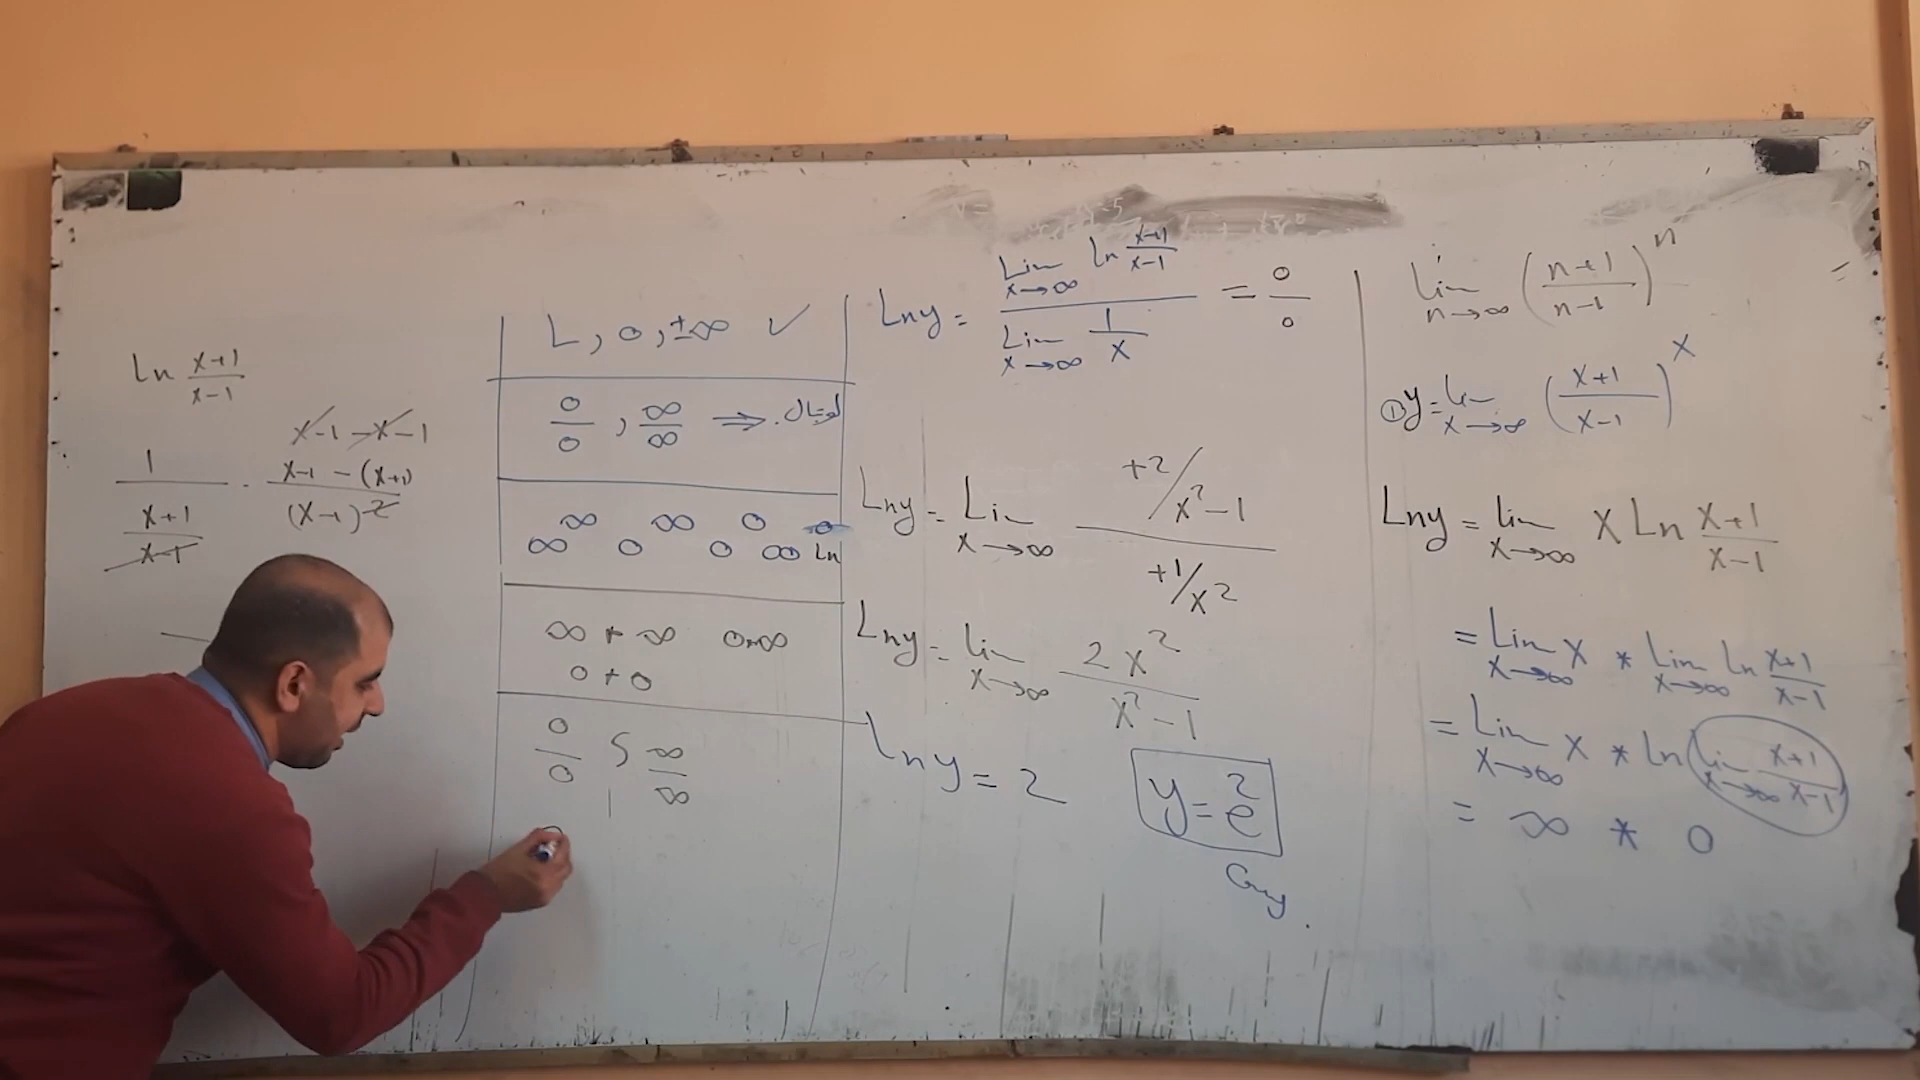 lim n→∞ (n+1/n-1)^n
① y = lim x→∞ (x+1/x-1)^x
Lny = lim x→∞ x Ln x+1/x-1
= Lim x→∞ x * Lim x→∞ ln x+1/x-1
= Lim x→∞ x * ln lim x→∞ x+1/x-1
= ∞ * 0
Lny = Lim x→∞ ln x+1/x-1 / Lim x→∞ 1/x = 0/0
Lny = Lim x→∞ +2/x²-1 / +1/x²
Lny = lim x→∞ 2x²/x²-1
Lny = 2
y = e²
Conv
L, 0, ±∞ ✓
0/0 , ∞/∞ ⇒ لوبيتال.
∞^∞ 0^∞ 0^0 ∞^0 Ln
∞ + ∞ 0*∞
0 + 0
0/0 , ∞/∞
ln x+1/x-1
x-1-x-1
1 / x+1/x-1 · x-1-(x+1)/(x-1)^2